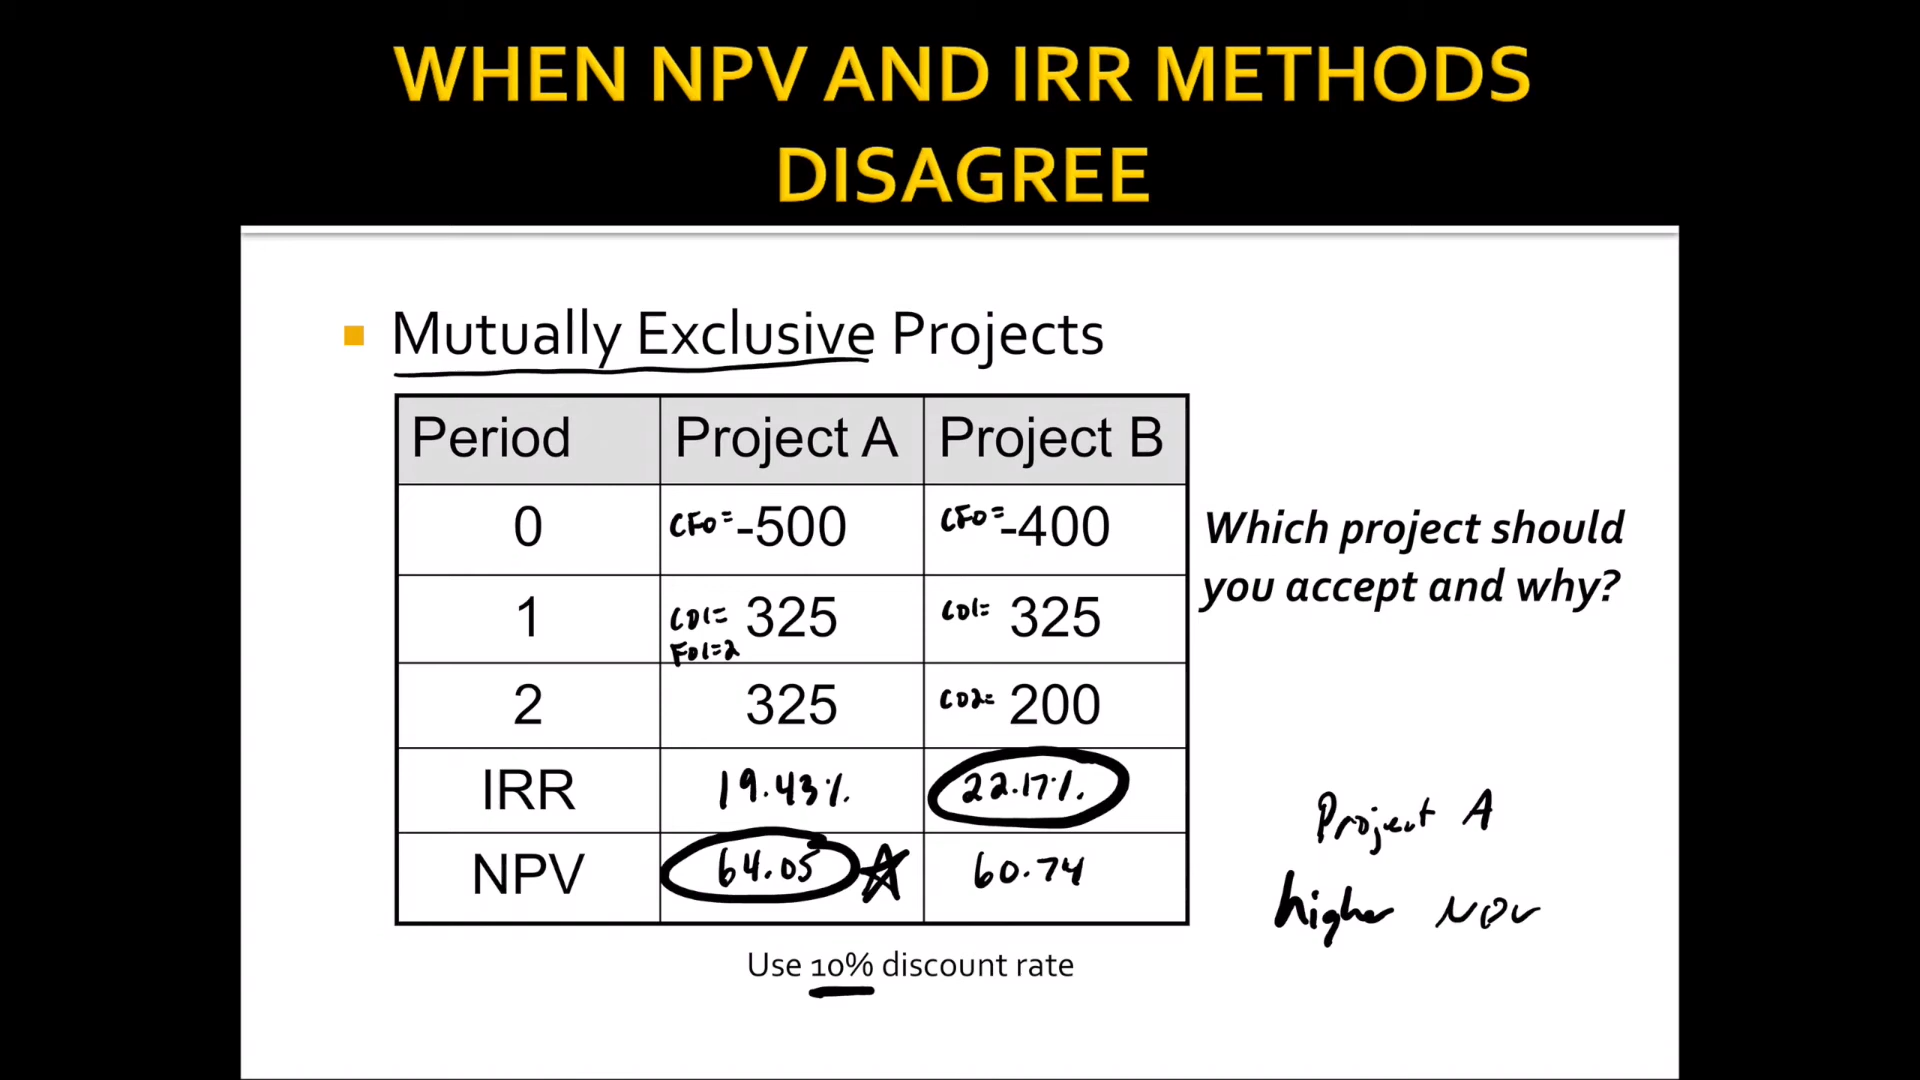 WHEN NPV AND IRR METHODS
DISAGREE
Mutually Exclusive Projects
Period Project A Project B
0 CF0= -500 CF0= -400
1 C01= 325 C01= 325
F01=2
2 325 C02= 200
IRR 19.43% 22.17%
NPV 64.05 60.74
Use 10% discount rate
Which project should
you accept and why?
Project A
higher NPV